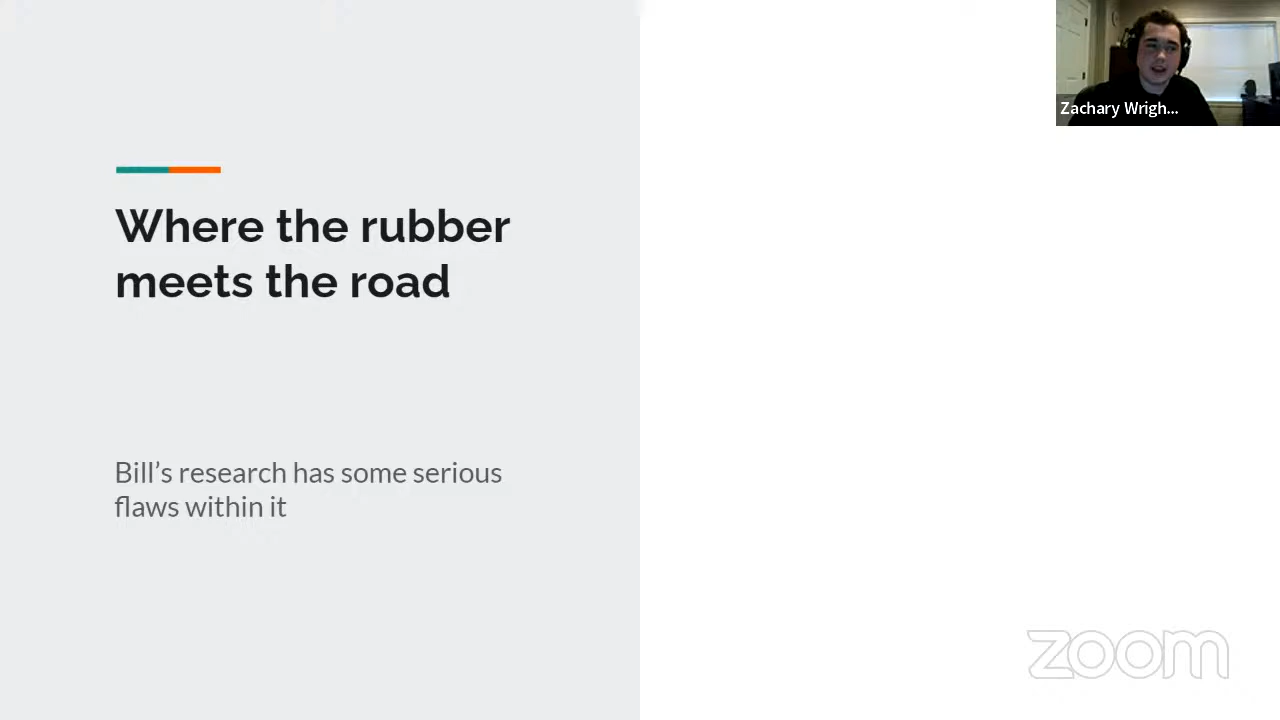 Where the rubber
meets the road
Bill’s research has some serious
flaws within it
Zachary Wrigh...
zoom